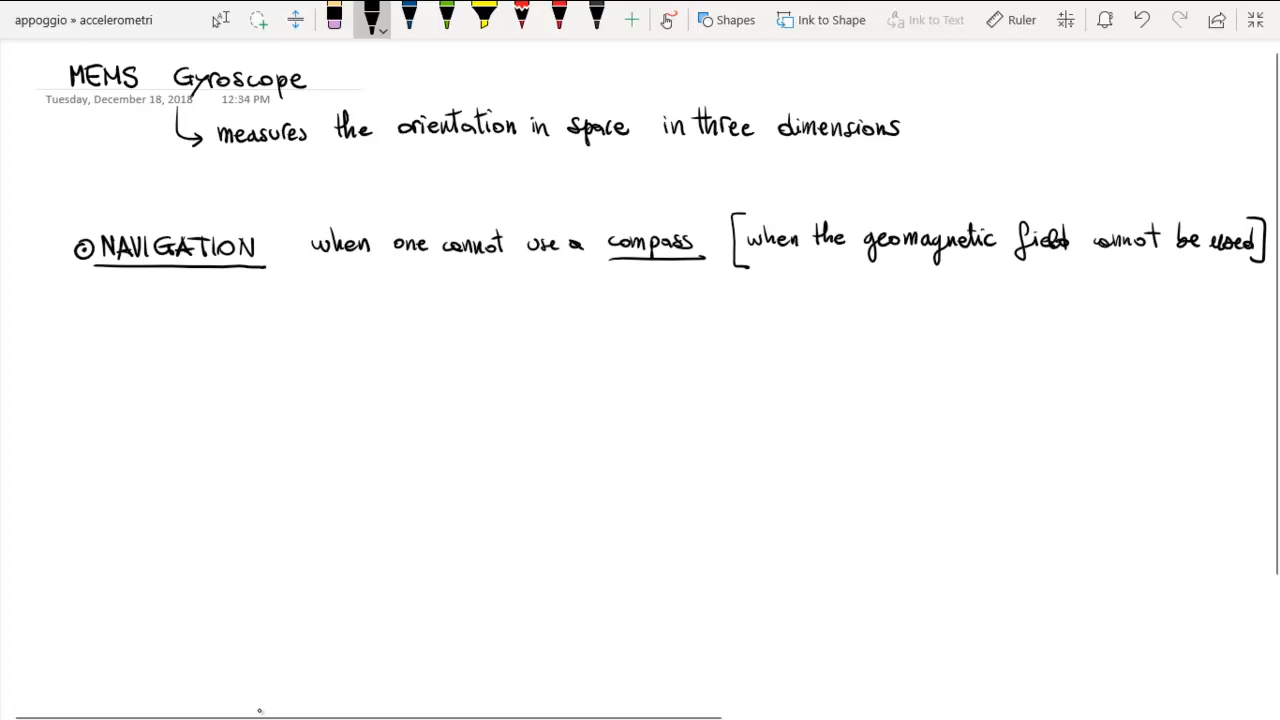 appoggio » accelerometri
Shapes Ink to Shape Ink to Text Ruler
MEMS Gyroscope
Tuesday, December 18, 2018 12:34 PM
measures the orientation in space in three dimensions
NAVIGATION when one cannot use a compass [when the geomagnetic field cannot be used]